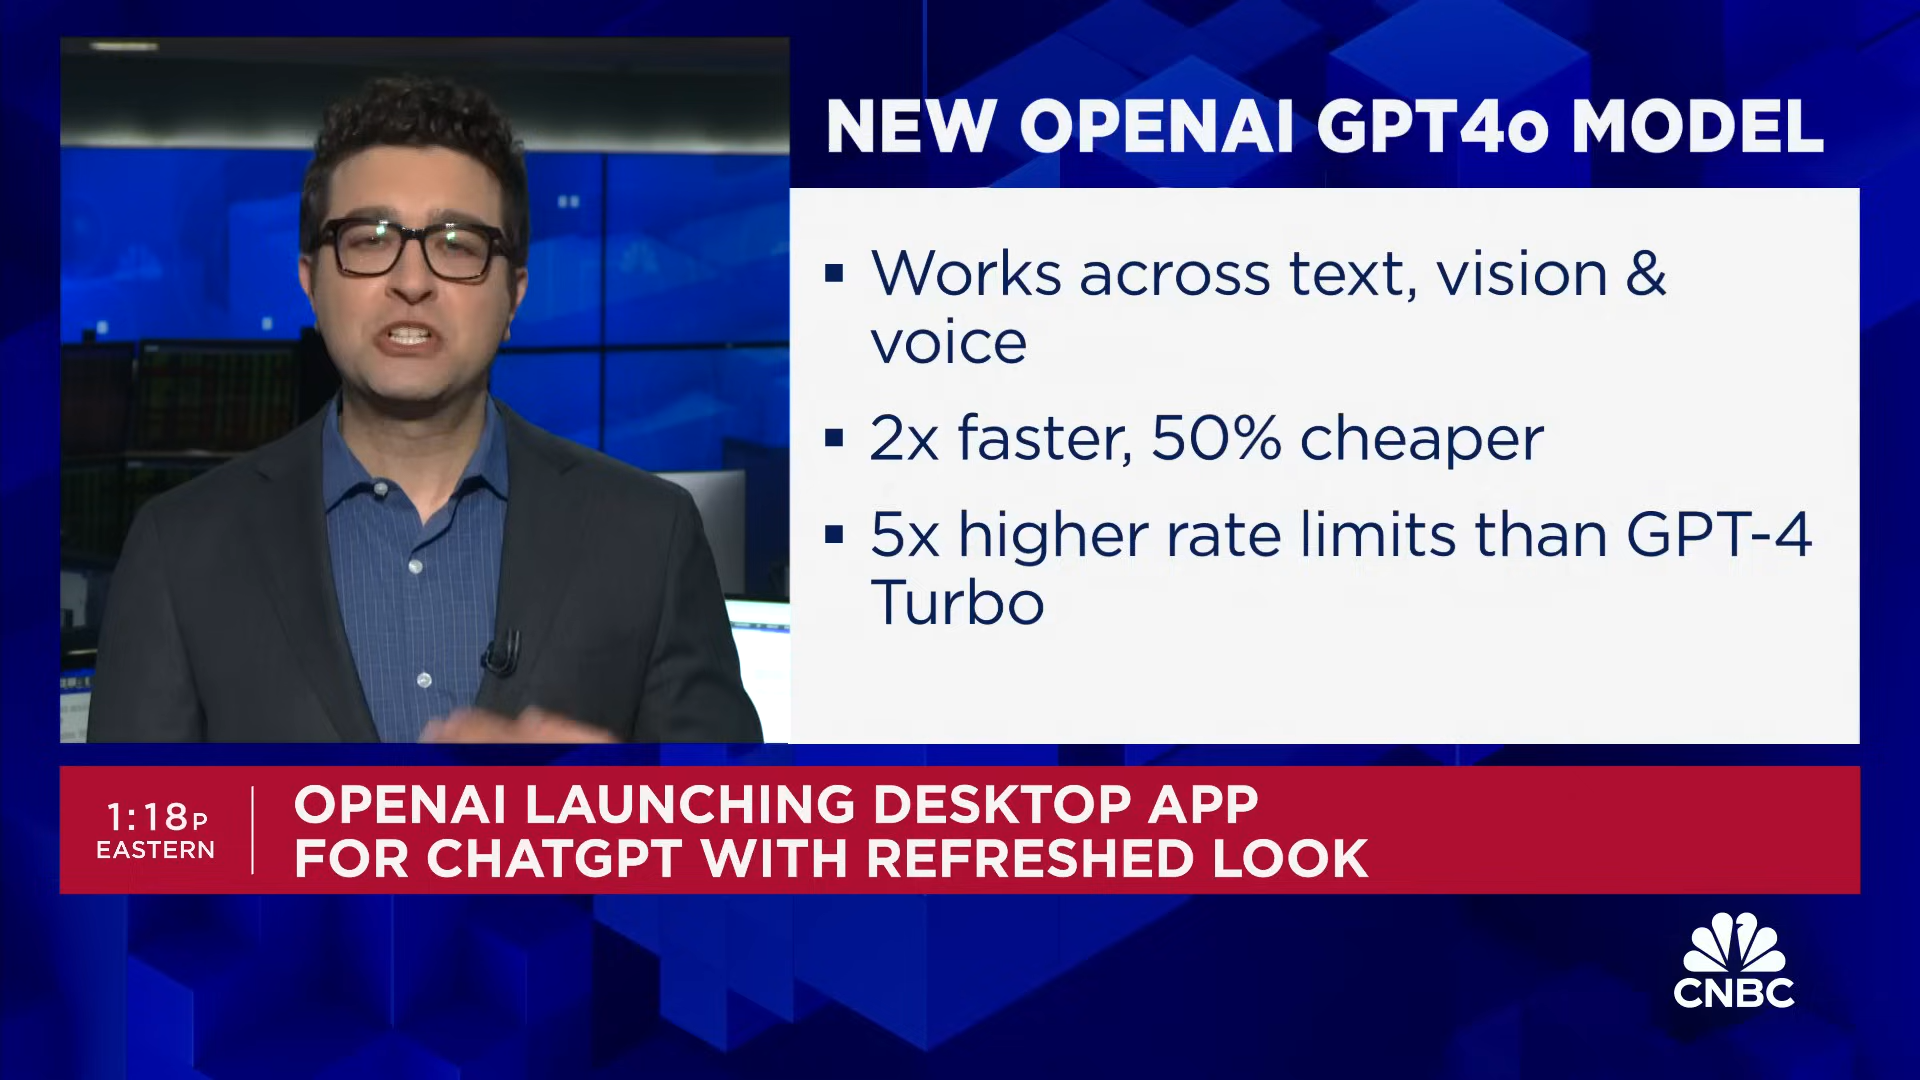 NEW OPENAI GPT4o MODEL
▪ Works across text, vision &
voice
▪ 2x faster, 50% cheaper
▪ 5x higher rate limits than GPT-4
Turbo
1:18P
EASTERN
OPENAI LAUNCHING DESKTOP APP
FOR CHATGPT WITH REFRESHED LOOK
CNBC